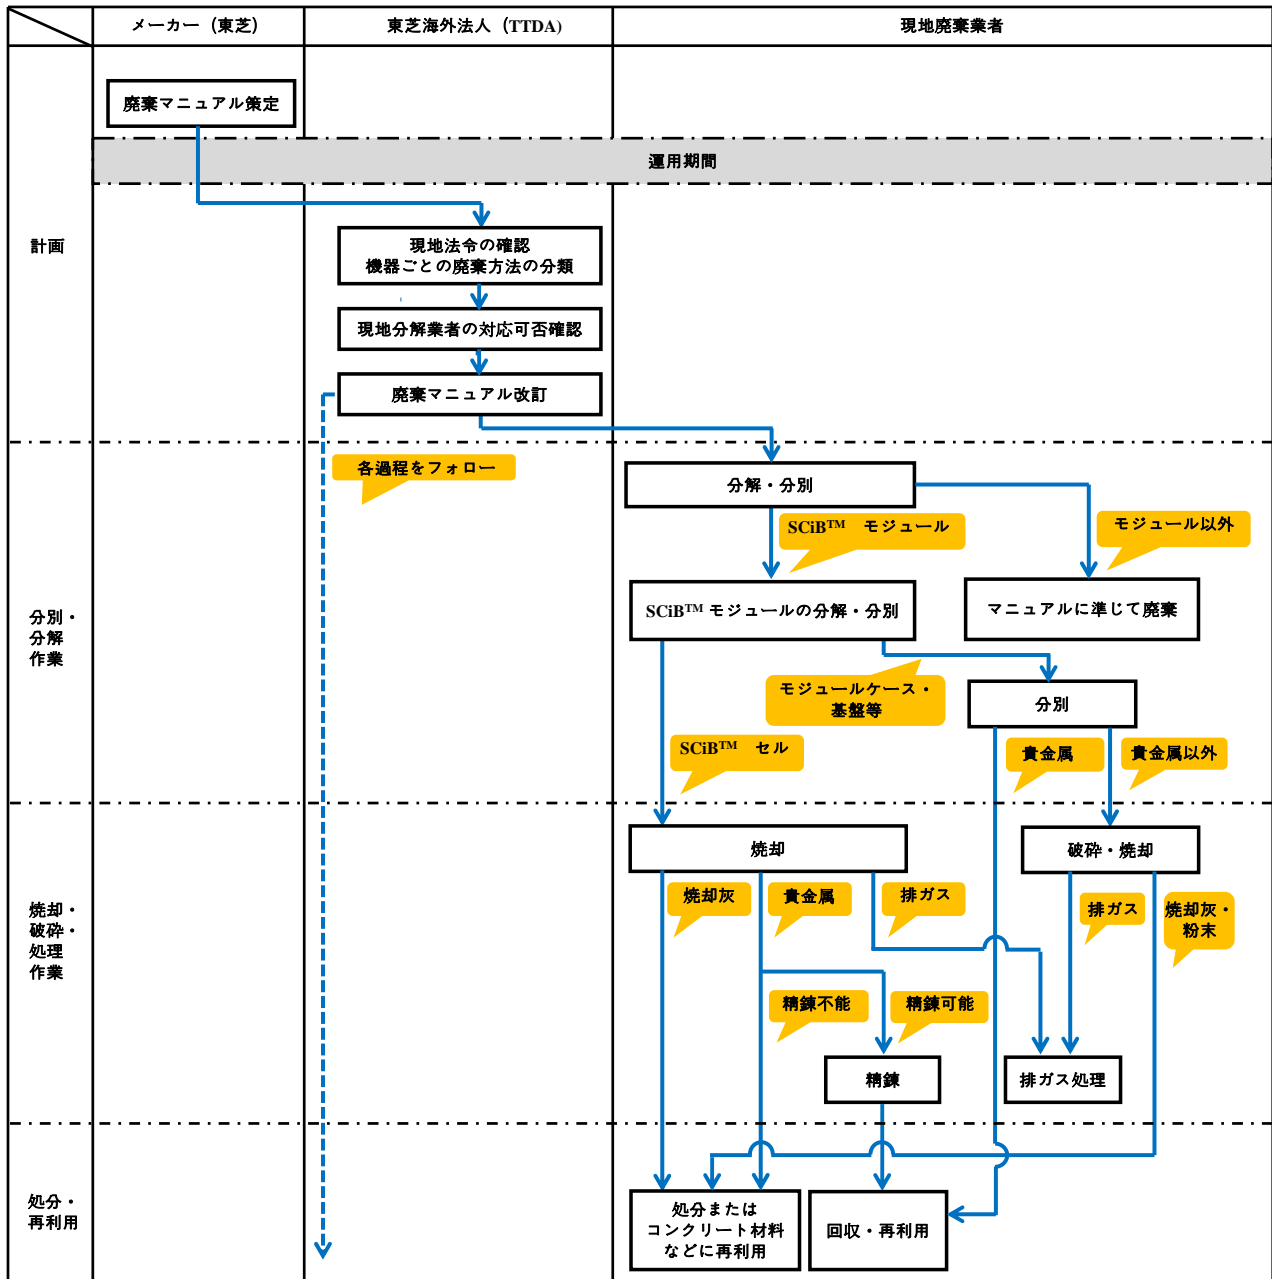 メーカー（東芝）
東芝海外法人（TTDA）
現地廃棄業者
計画
廃棄マニュアル策定
運用期間
現地法令の確認
機器ごとの廃棄方法の分類
現地分解業者の対応可否確認
廃棄マニュアル改訂
分別・
分解
作業
各過程をフォロー
分解・分別
SCiB™　モジュール
モジュール以外
SCiB™ モジュールの分解・分別
マニュアルに準じて廃棄
モジュールケース・
基盤等
分別
SCiB™　セル
貴金属
貴金属以外
焼却・
破砕・
処理
作業
焼却
破砕・焼却
焼却灰
貴金属
排ガス
排ガス
焼却灰・
粉末
精錬不能
精錬可能
精錬
排ガス処理
処分・
再利用
処分または
コンクリート材料
などに再利用
回収・再利用